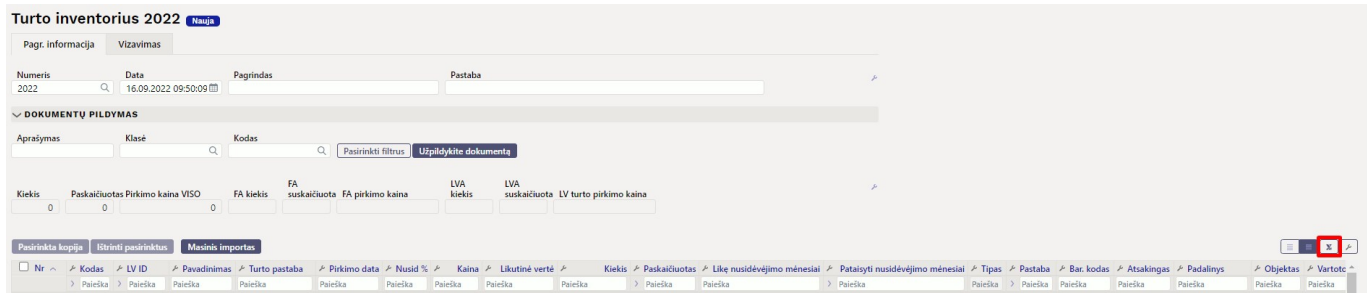 Turto inventorius 2022 Nauja
Pagr. informacija Vizavimas
Numeris Data Pagrindas Pastaba
2022 16.09.2022 09:50:09
DOKUMENTŲ PILDYMAS
Aprašymas Klasė Kodas
Pasirinkti filtrus Užpildykite dokumentą
Kiekis Paskaičiuotas Pirkimo kaina VISO FA kiekis FA suskaičiuota FA pirkimo kaina LVA kiekis LVA suskaičiuota LV turto pirkimo kaina
0 0 0
Pasirinkta kopija Ištrinti pasirinktus Masinis importas
Nr Kodas LV ID Pavadinimas Turto pastaba Pirkimo data Nusid % Kaina Likutinė vertė Kiekis Paskaičiuotas Likę nusidėvėjimo mėnesiai Pataisyti nusidėvėjimo mėnesiai Tipas Pastaba Bar. kodas Atsakingas Padalinys Objektas Vartoto
Paieška Paieška Paieška Paieška Paieška Paieška Paieška Paieška Paieška Paieška Paieška Paieška Paieška Paieška Paieška Paieška Paieška Paieška Paieška